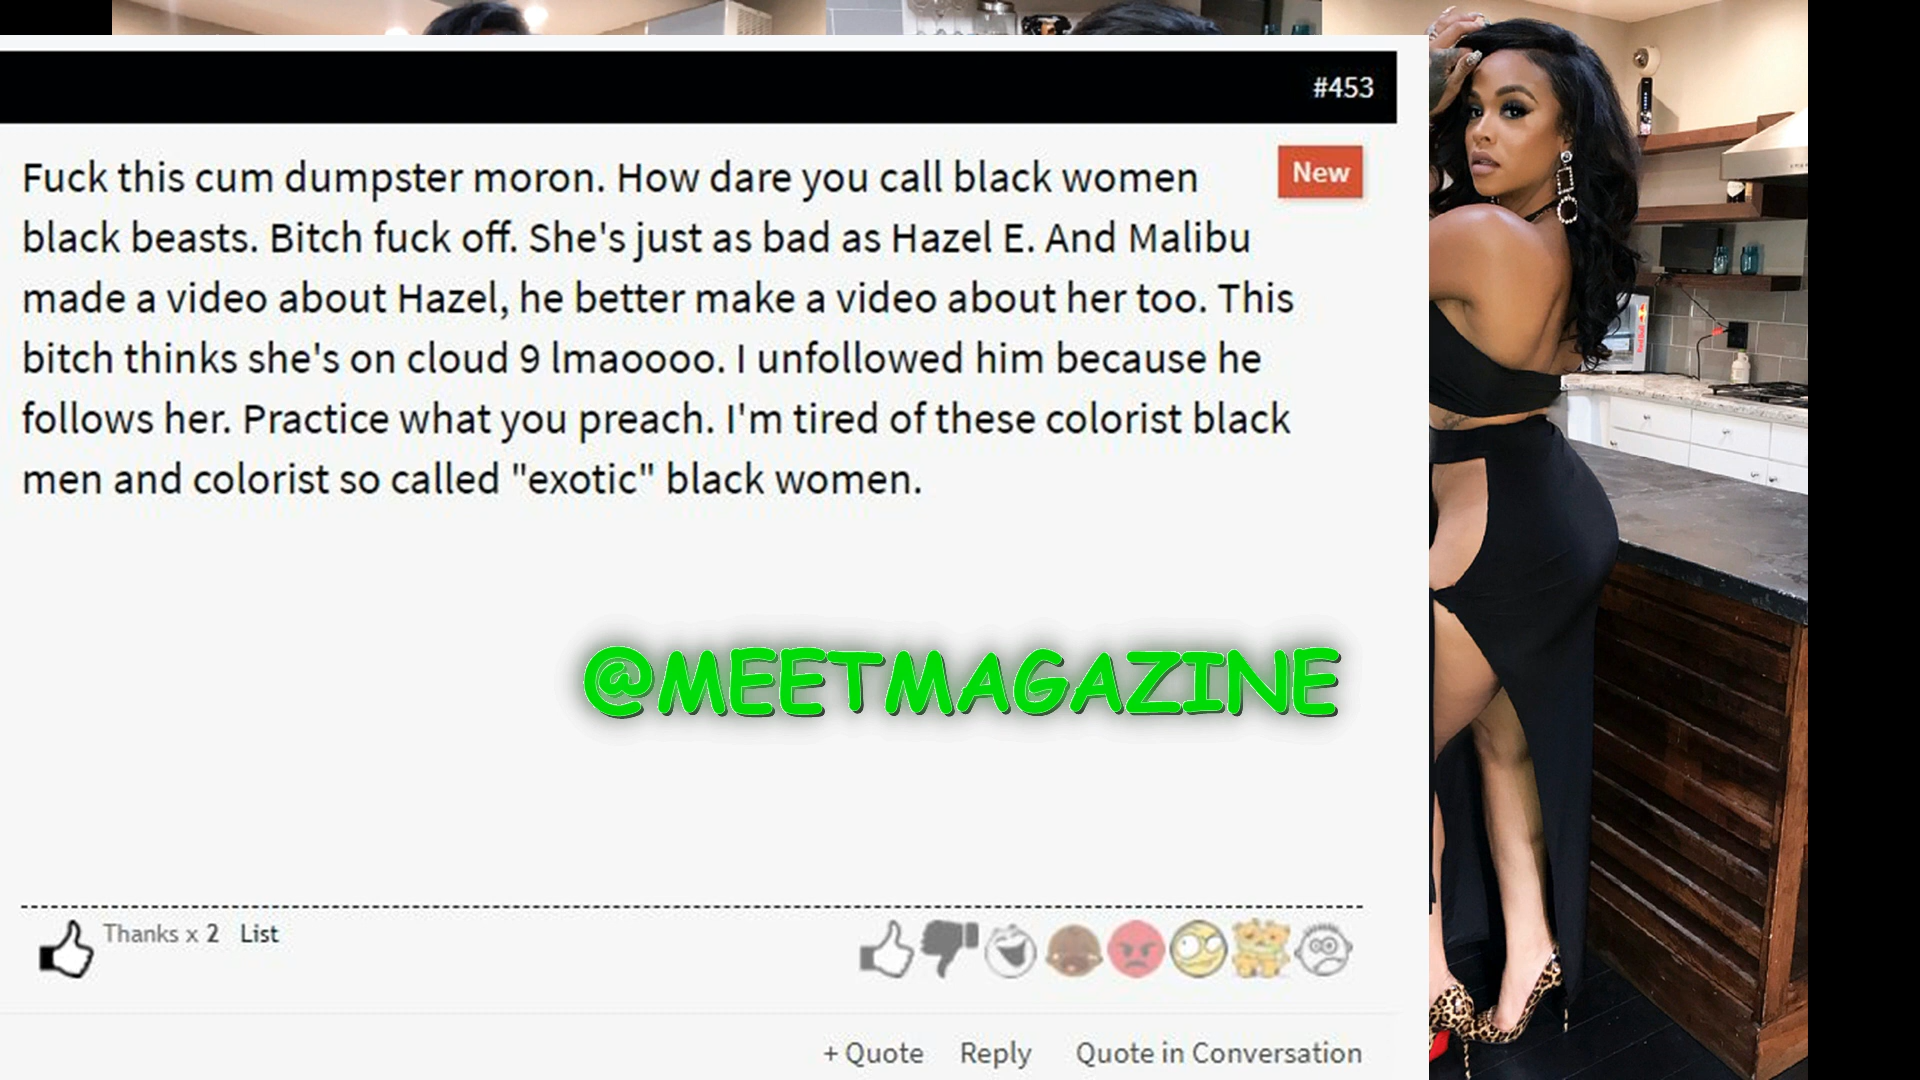 #453
New
Fuck this cum dumpster moron. How dare you call black women
black beasts. Bitch fuck off. She's just as bad as Hazel E. And Malibu
made a video about Hazel, he better make a video about her too. This
bitch thinks she's on cloud 9 lmaoooo. I unfollowed him because he
follows her. Practice what you preach. I'm tired of these colorist black
men and colorist so called "exotic" black women.
@MEETMAGAZINE
Thanks x 2 List
+ Quote Reply Quote in Conversation
Red Bull